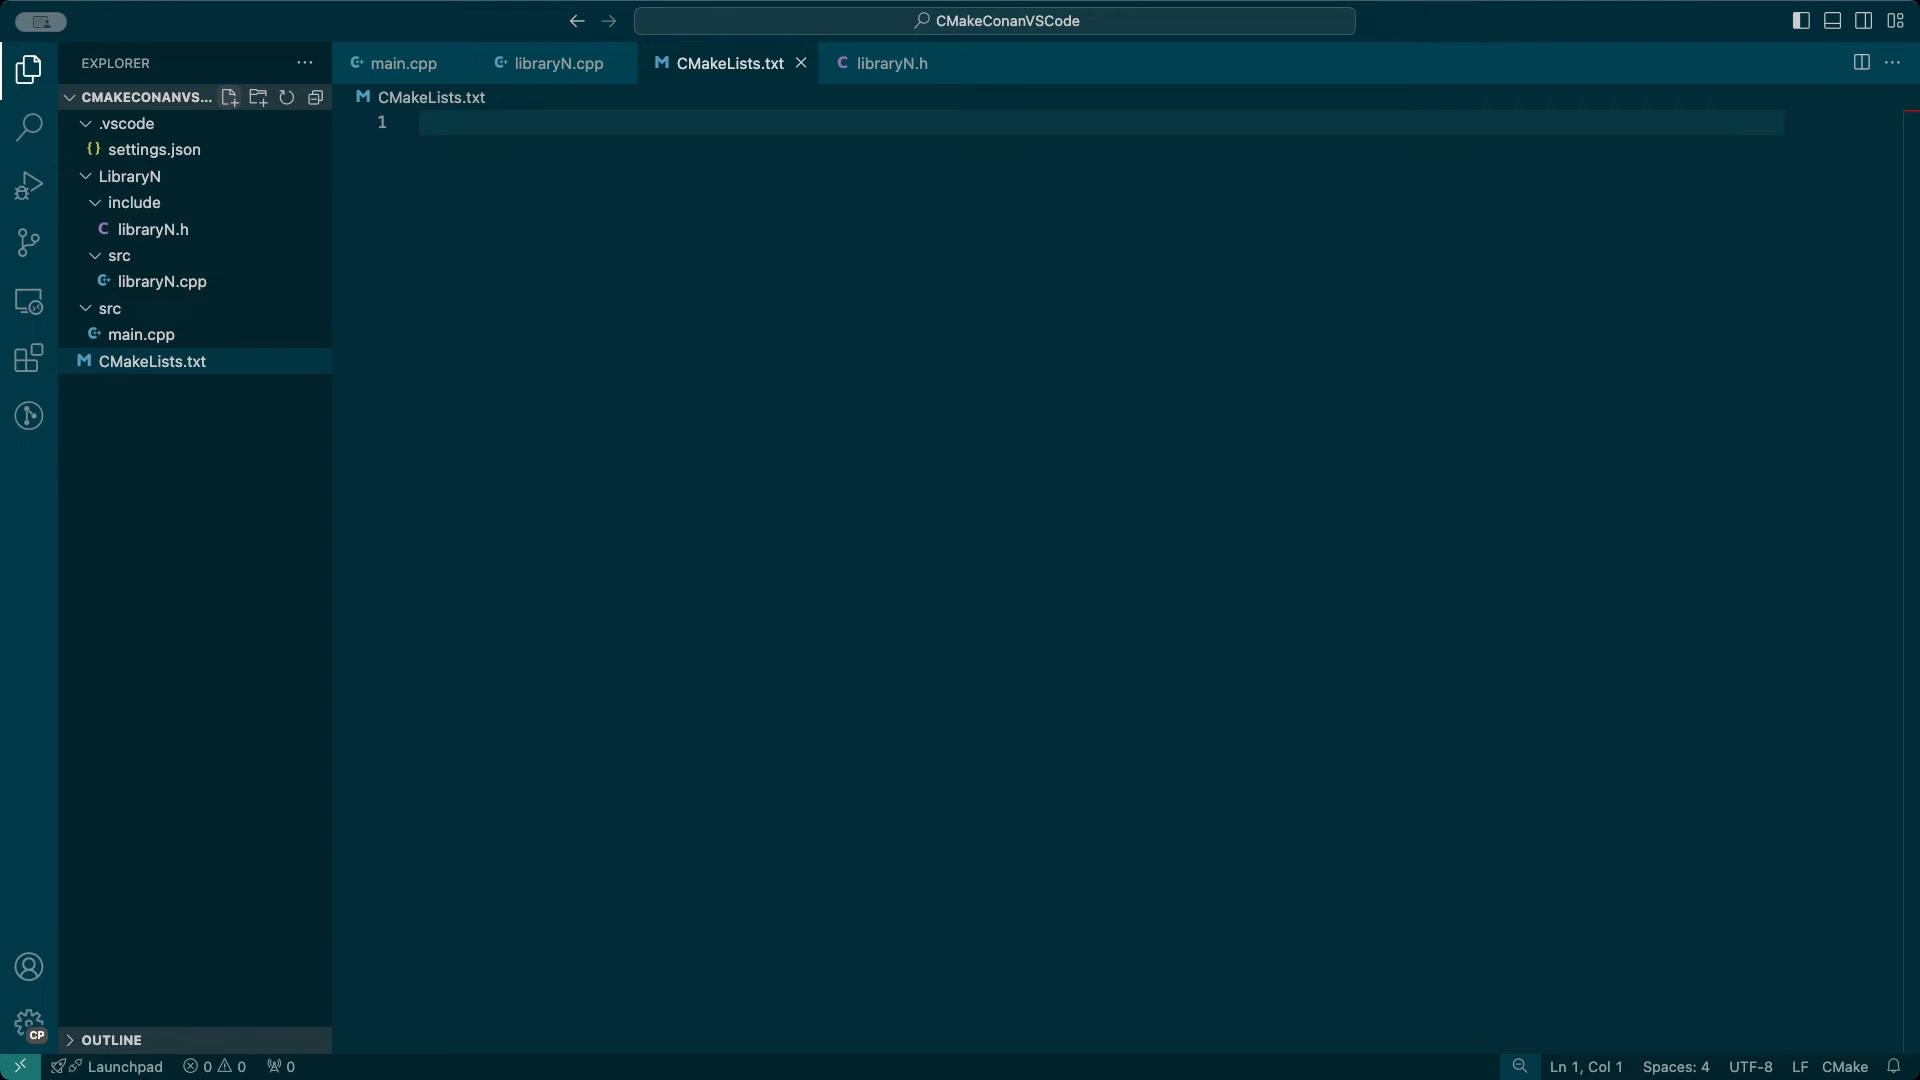 CMakeConanVSCode
EXPLORER
CMAKECONANVS...
.vscode
{} settings.json
LibraryN
include
C libraryN.h
src
C+ libraryN.cpp
src
C+ main.cpp
M CMakeLists.txt
OUTLINE
C+ main.cpp
C+ libraryN.cpp
M CMakeLists.txt
C libraryN.h
M CMakeLists.txt
1
CP
Launchpad 0 0 0
Ln 1, Col 1 Spaces: 4 UTF-8 LF CMake